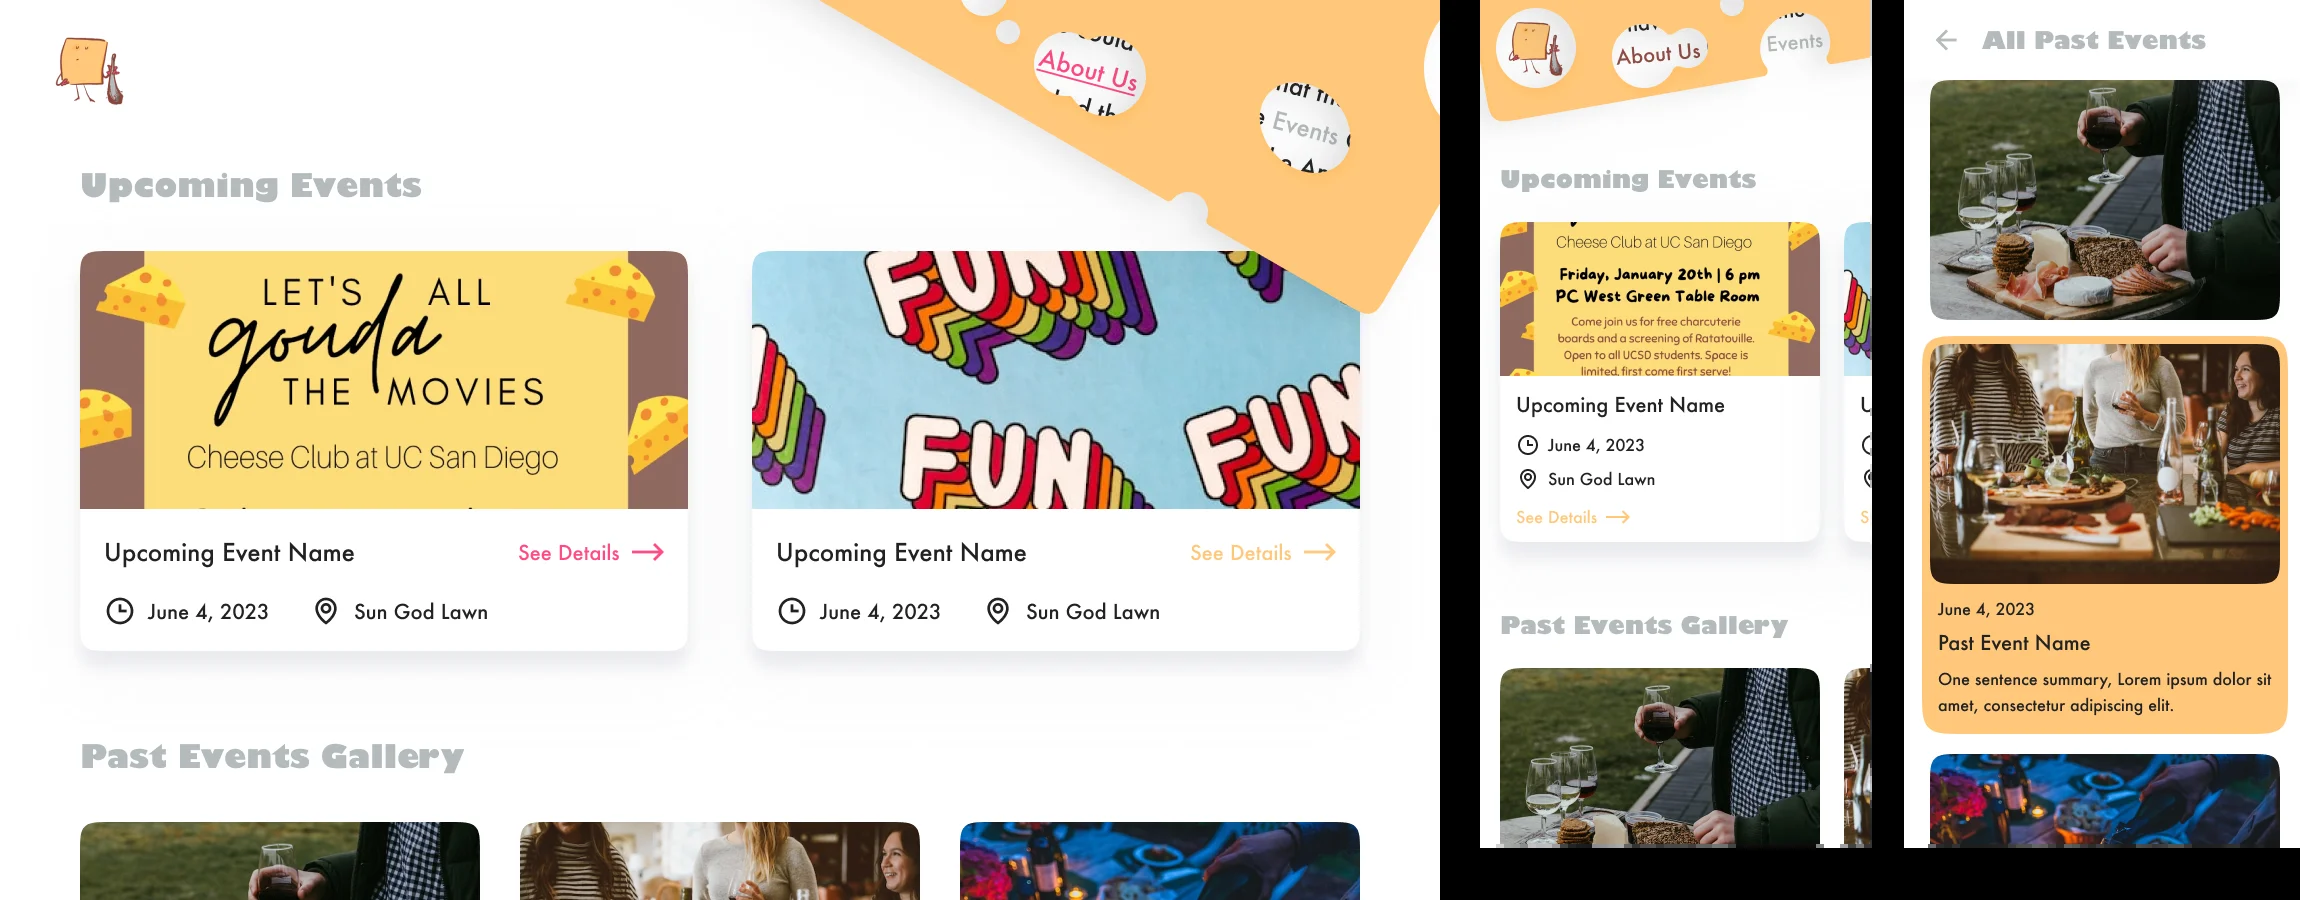 ould
About Us
d th
hat th
Events
Upcoming Events
LET'S ALL
gouda
THE MOVIES
Cheese Club at UC San Diego
FUN
FUN
FUN
Upcoming Event Name
See Details
June 4, 2023
Sun God Lawn
Upcoming Event Name
See Details
June 4, 2023
Sun God Lawn
Past Events Gallery
About Us
Events
Upcoming Events
Cheese Club at UC San Diego
Friday, January 20th | 6 pm
PC West Green Table Room
Come join us for free charcuterie
boards and a screening of Ratatouille.
Open to all UCSD students. Space is
limited, first come first serve!
Upcoming Event Name
June 4, 2023
Sun God Lawn
See Details
Past Events Gallery
All Past Events
June 4, 2023
Past Event Name
One sentence summary, Lorem ipsum dolor sit
amet, consectetur adipiscing elit.